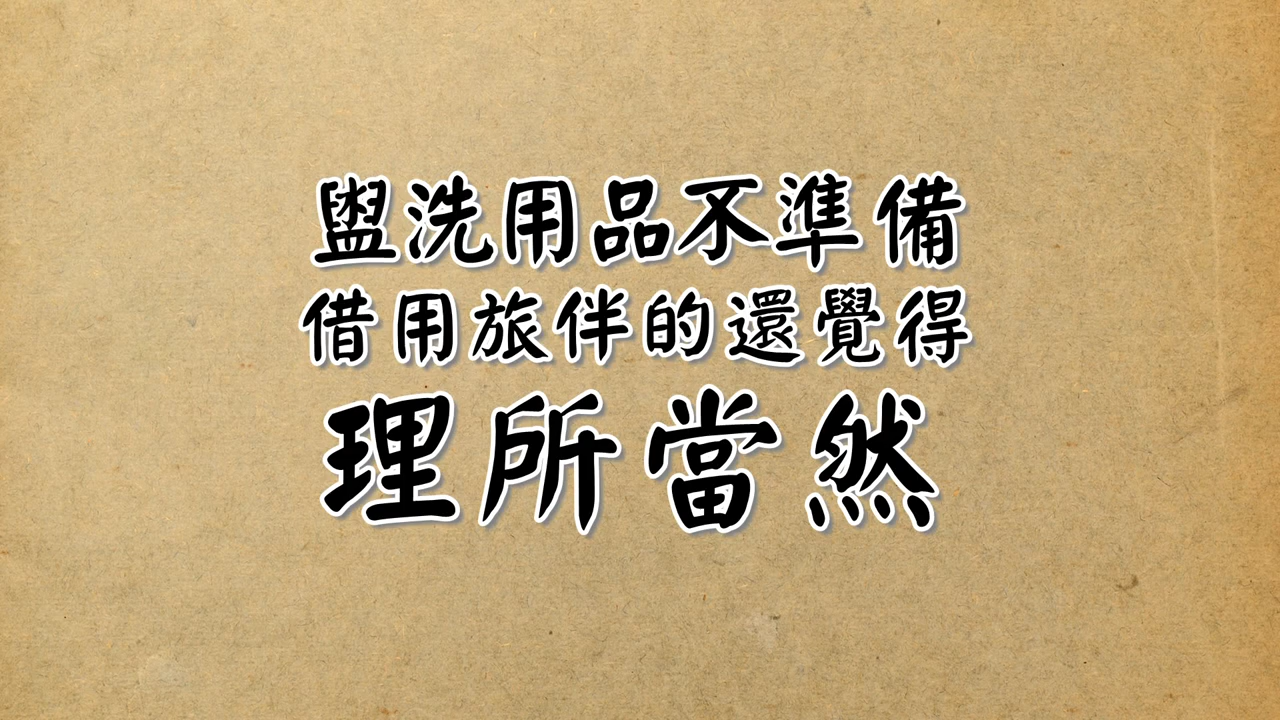 盥洗用品不準備
借用旅伴的還覺得
理所當然